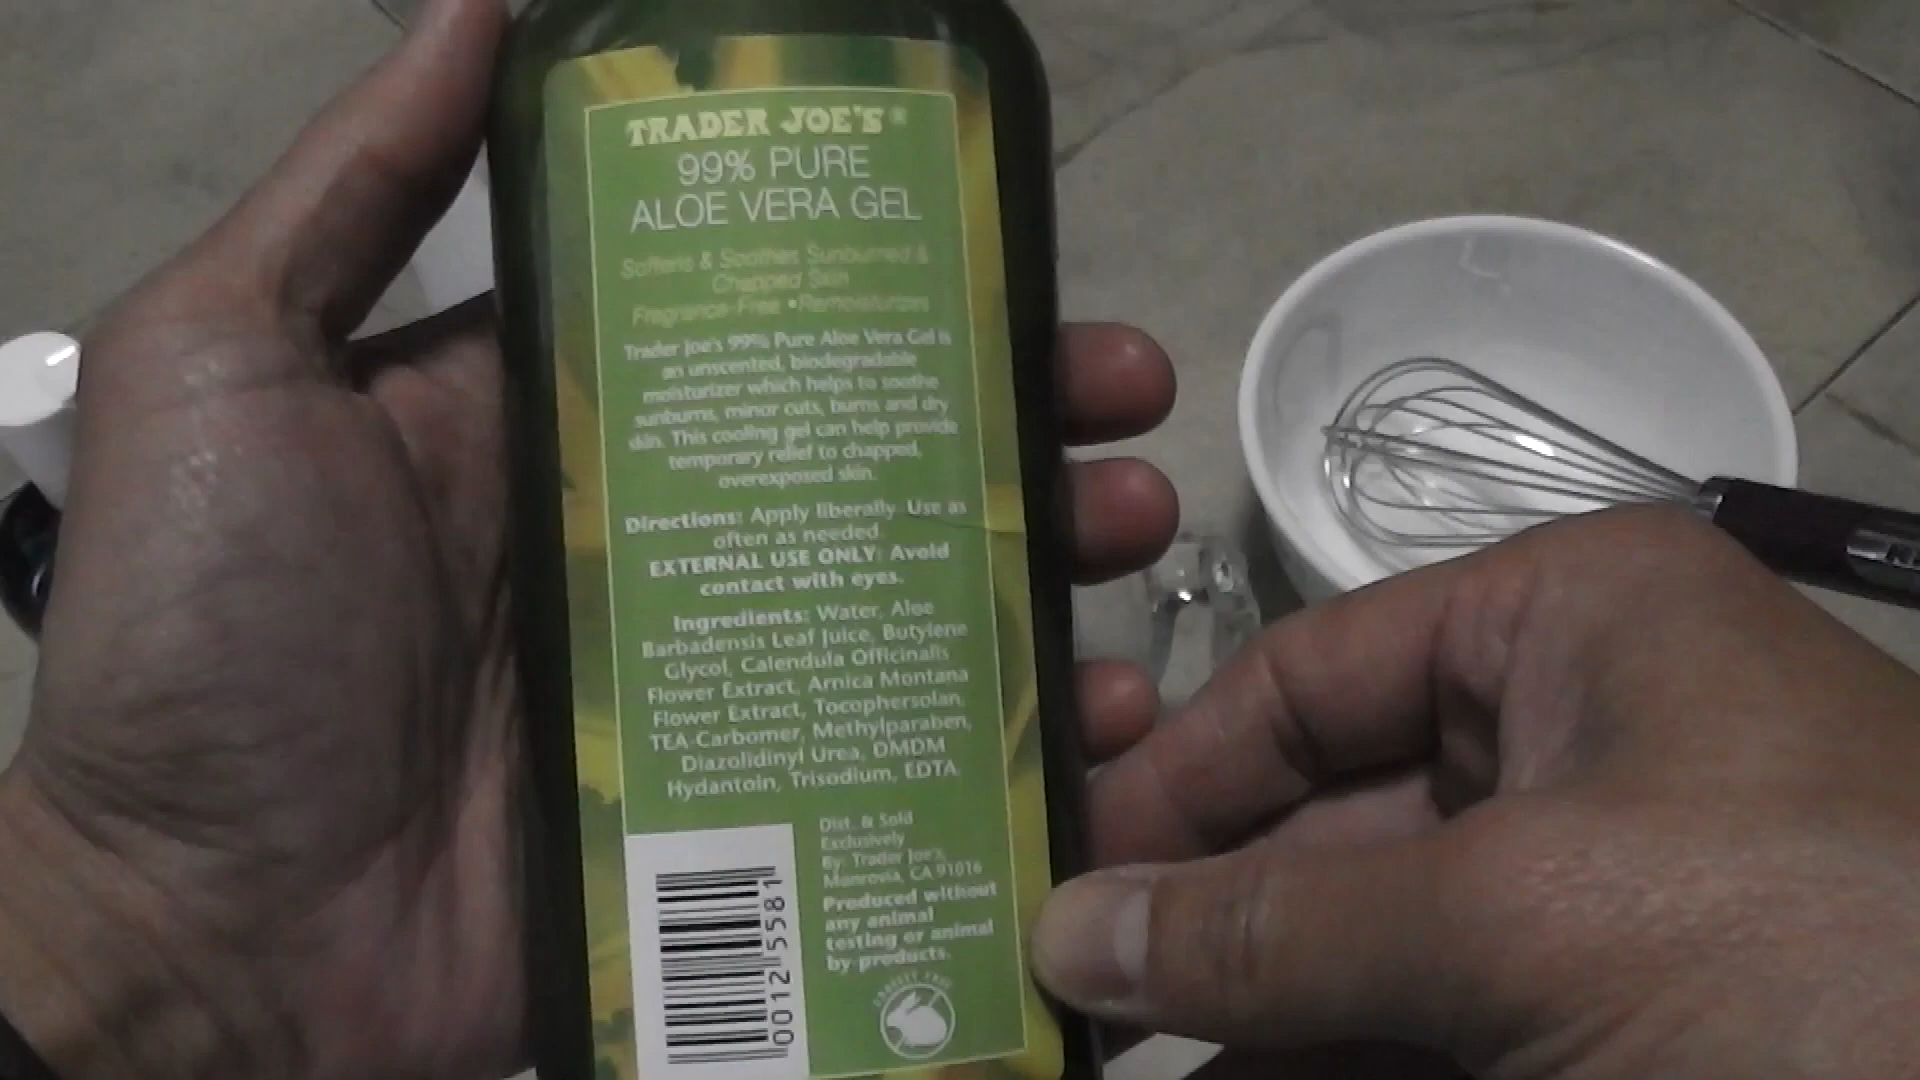 TRADER JOE'S®
99% PURE
ALOE VERA GEL
Softens & Soothes Sunburned &
Chapped Skin
Fragrance-Free • Remoisturizes
Trader Joe's 99% Pure Aloe Vera Gel is
an unscented, biodegradable
moisturizer which helps to soothe
sunburns, minor cuts, burns and dry
skin. This cooling gel can help provide
temporary relief to chapped,
overexposed skin.
Directions: Apply liberally. Use as
often as needed.
EXTERNAL USE ONLY: Avoid
contact with eyes.
Ingredients: Water, Aloe
Barbadensis Leaf Juice, Butylene
Glycol, Calendula Officinalis
Flower Extract, Arnica Montana
Flower Extract, Tocophersolan,
TEA-Carbomer, Methylparaben,
Diazolidinyl Urea, DMDM
Hydantoin, Trisodium, EDTA
Dist. & Sold
Exclusively
By: Trader Joe's,
Monrovia, CA 91016
Produced without
any animal
testing or animal
by-products.
CRUELTY FREE
0012 5581